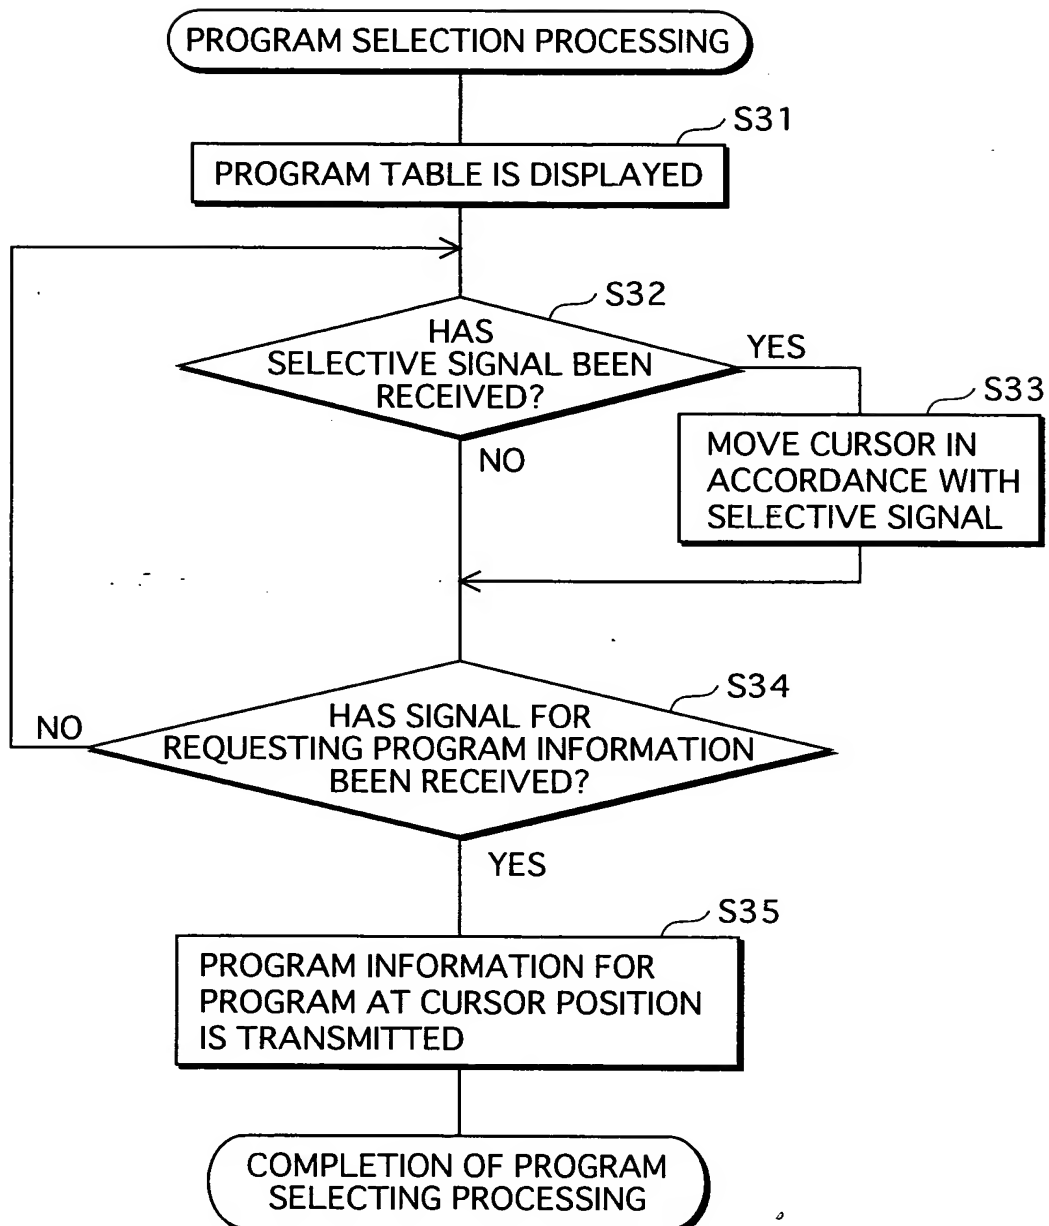 PROGRAM SELECTION PROCESSING
S31
PROGRAM TABLE IS DISPLAYED
S32
HAS
SELECTIVE SIGNAL BEEN
RECEIVED?
YES
S33
MOVE CURSOR IN
ACCORDANCE WITH
SELECTIVE SIGNAL
NO
S34
HAS SIGNAL FOR
REQUESTING PROGRAM INFORMATION
BEEN RECEIVED?
NO
YES
S35
PROGRAM INFORMATION FOR
PROGRAM AT CURSOR POSITION
IS TRANSMITTED
COMPLETION OF PROGRAM
SELECTING PROCESSING